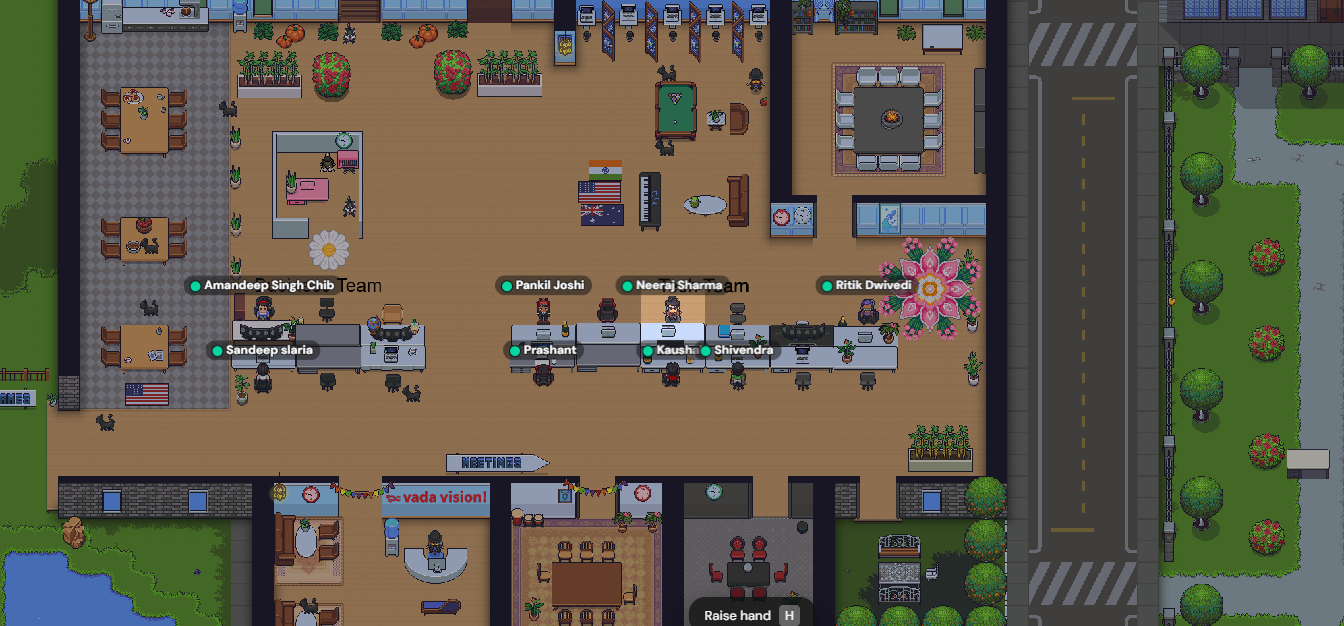 Team
Team
Amandeep Singh Chib
Pankil Joshi
Neeraj Sharma
Ritik Dwivedi
Sandeep slaria
Prashant
Kausha
Shivendra
MEETINGS
vada vision!
Raise hand H